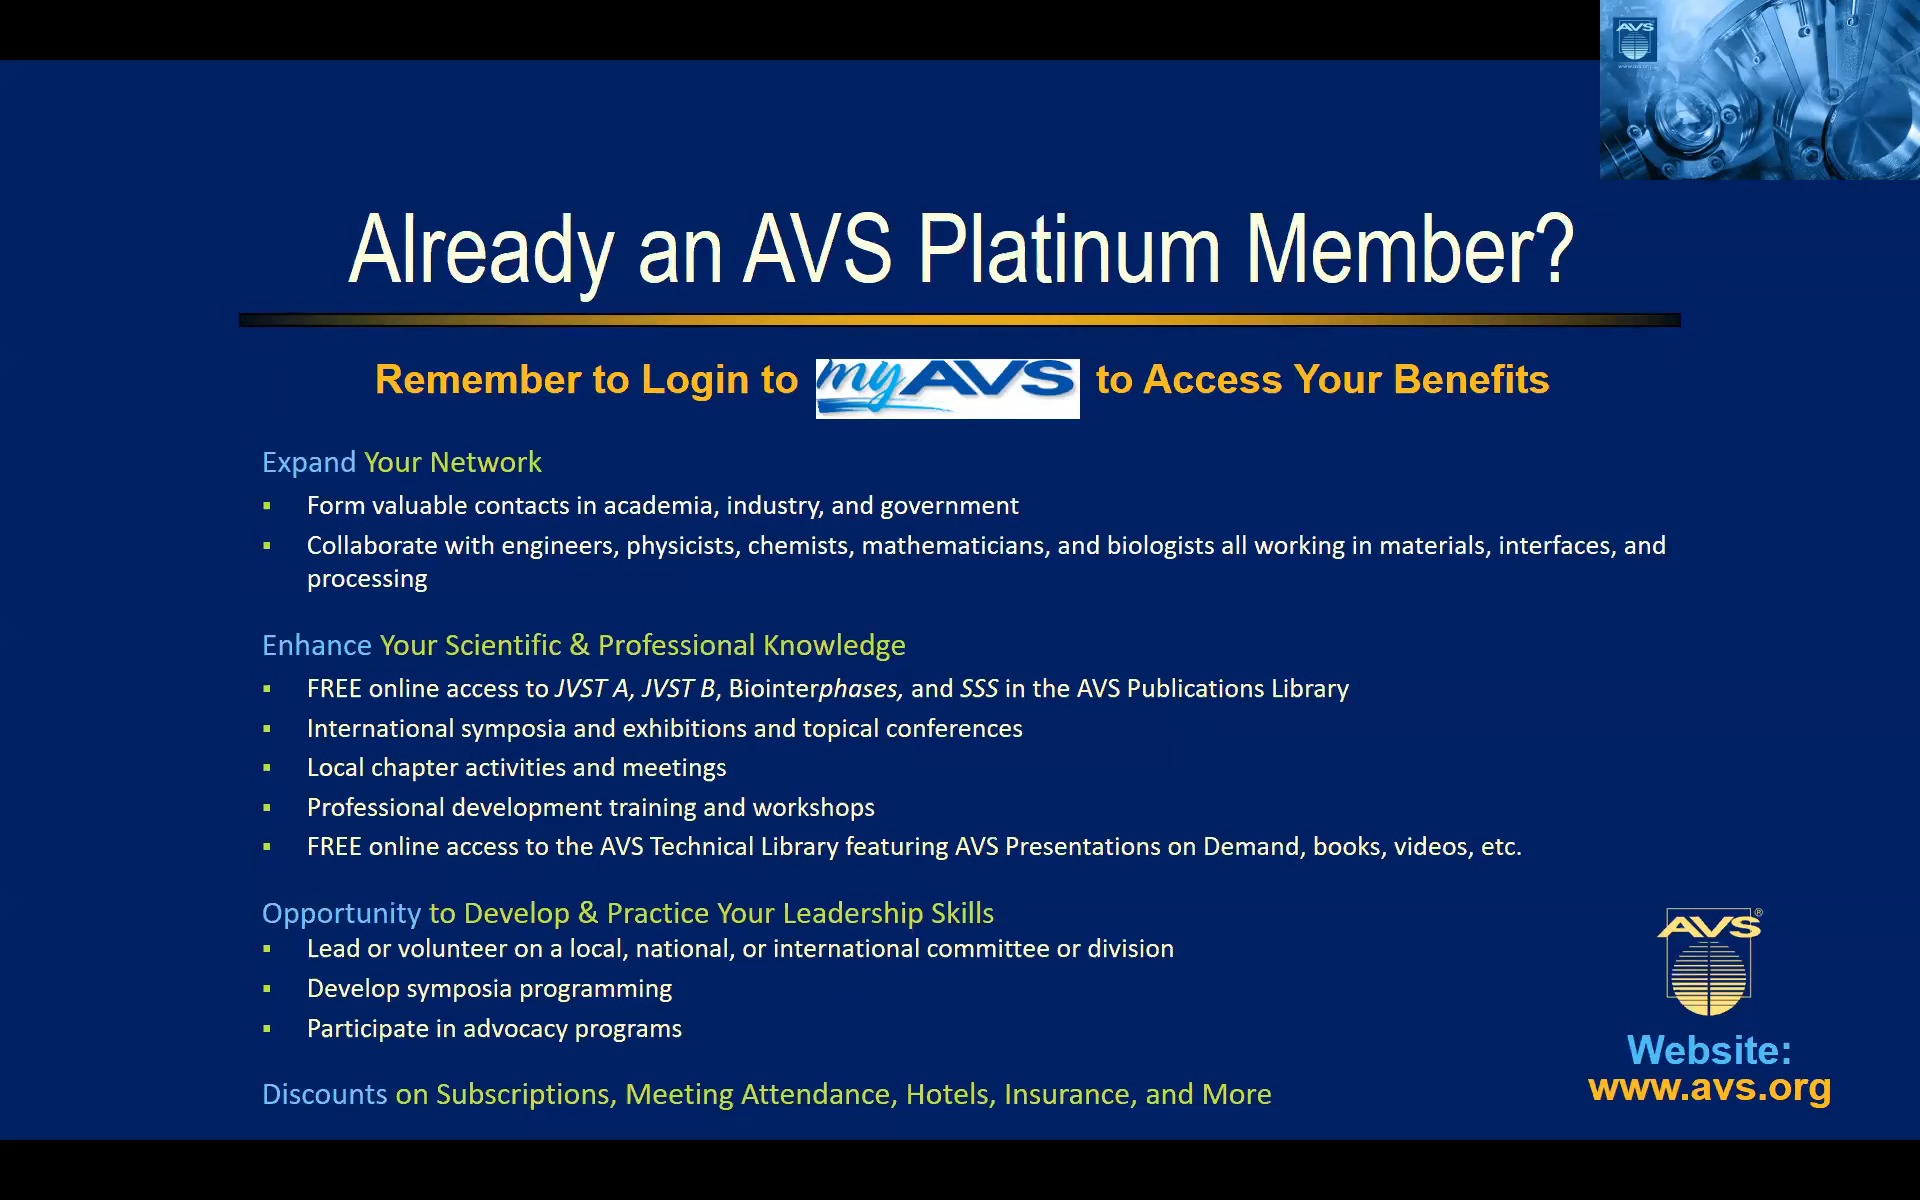 AVS
Already an AVS Platinum Member?
Remember to Login to myAVS to Access Your Benefits
Expand Your Network
▪ Form valuable contacts in academia, industry, and government
▪ Collaborate with engineers, physicists, chemists, mathematicians, and biologists all working in materials, interfaces, and
processing
Enhance Your Scientific & Professional Knowledge
▪ FREE online access to JVST A, JVST B, Biointerphases, and SSS in the AVS Publications Library
▪ International symposia and exhibitions and topical conferences
▪ Local chapter activities and meetings
▪ Professional development training and workshops
▪ FREE online access to the AVS Technical Library featuring AVS Presentations on Demand, books, videos, etc.
Opportunity to Develop & Practice Your Leadership Skills
▪ Lead or volunteer on a local, national, or international committee or division
▪ Develop symposia programming
▪ Participate in advocacy programs
Discounts on Subscriptions, Meeting Attendance, Hotels, Insurance, and More
AVS®
Website:
www.avs.org